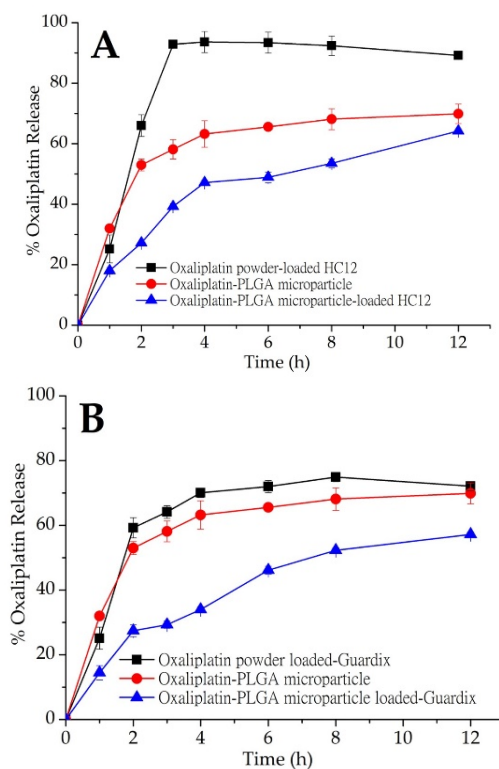 A
% Oxaliplatin Release
100
80
60
40
20
0
Oxaliplatin powder-loaded HC12
Oxaliplatin-PLGA microparticle
Oxaliplatin-PLGA microparticle-loaded HC12
0 2 4 6 8 10 12
Time (h)
B
% Oxaliplatin Release
100
80
60
40
20
0
Oxaliplatin powder loaded-Guardix
Oxaliplatin-PLGA microparticle
Oxaliplatin-PLGA microparticle loaded-Guardix
0 2 4 6 8 10 12
Time (h)